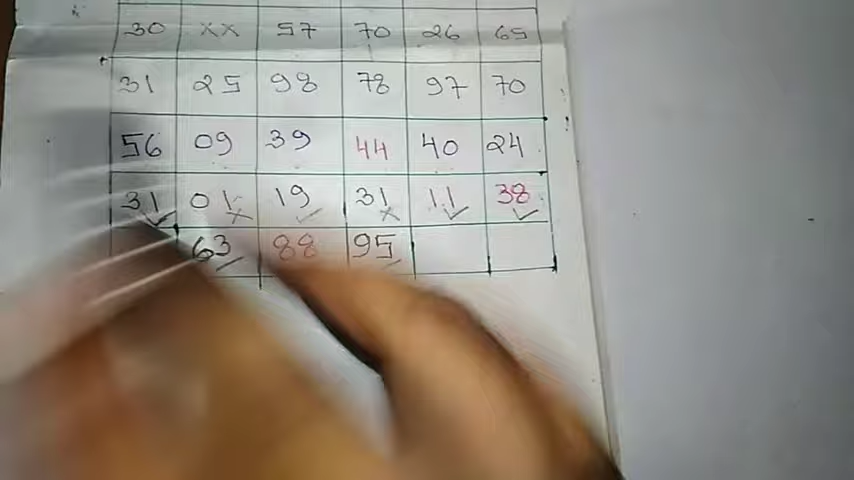 30 xx 57 70 26 65
31 25 98 78 97 70
56 09 39 44 40 24
31 01 19 31 11 38
63 88 95